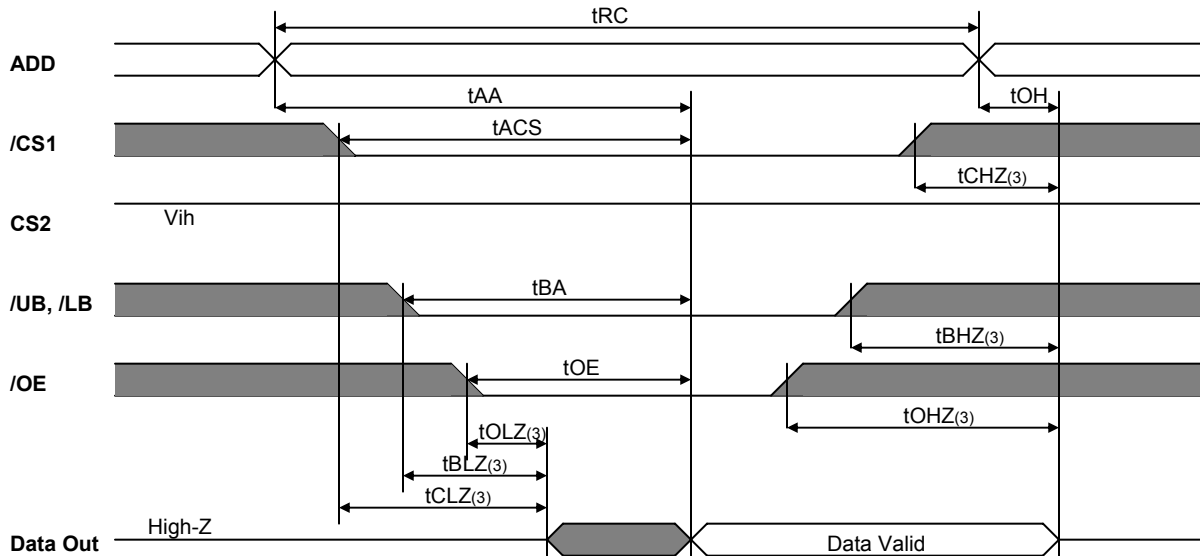 tRC
ADD
tAA
tOH
/CS1
tACS
tCHZ(3)
CS2
Vih
/UB, /LB
tBA
tBHZ(3)
/OE
tOE
tOHZ(3)
tOLZ(3)
tBLZ(3)
tCLZ(3)
High-Z
Data Out
Data Valid